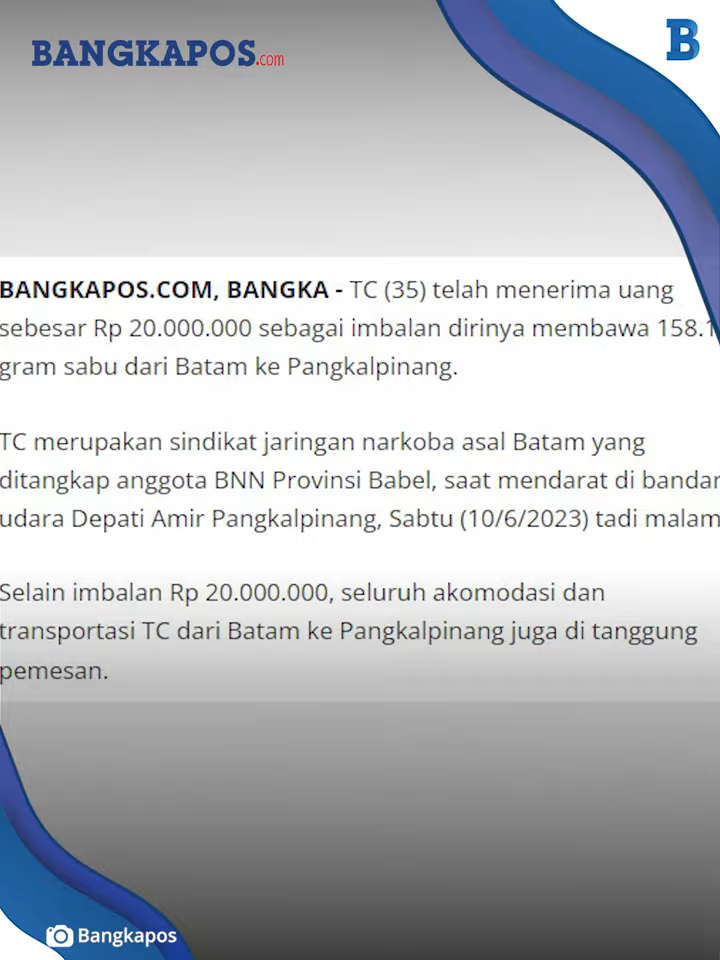 BANGKAPOS.com
B
BANGKAPOS.COM, BANGKA - TC (35) telah menerima uang
sebesar Rp 20.000.000 sebagai imbalan dirinya membawa
gram sabu dari Batam ke Pangkalpinang.
TC merupakan sindikat jaringan narkoba asal Batam yang
ditangkap anggota BNN Provinsi Babel, saat mendarat di bandar
udara Depati Amir Pangkalpinang, Sabtu (10/6/2023) tadi malam
Selain imbalan Rp 20.000.000, seluruh akomodasi dan
transportasi TC dari Batam ke Pangkalpinang juga di tanggung
pemesan.
Bangkapos